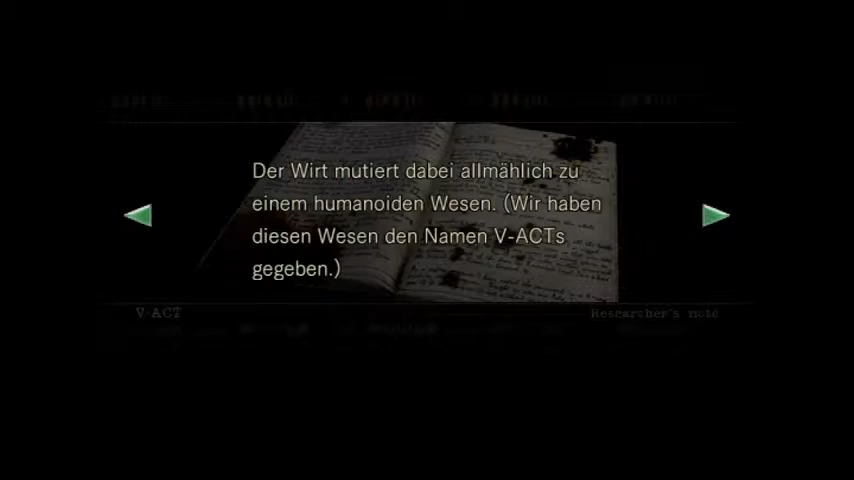 Der Wirt mutiert dabei allmählich zu
einem humanoiden Wesen. (Wir haben
diesen Wesen den Namen V-ACTs
gegeben.)
V-ACT
Researcher's note